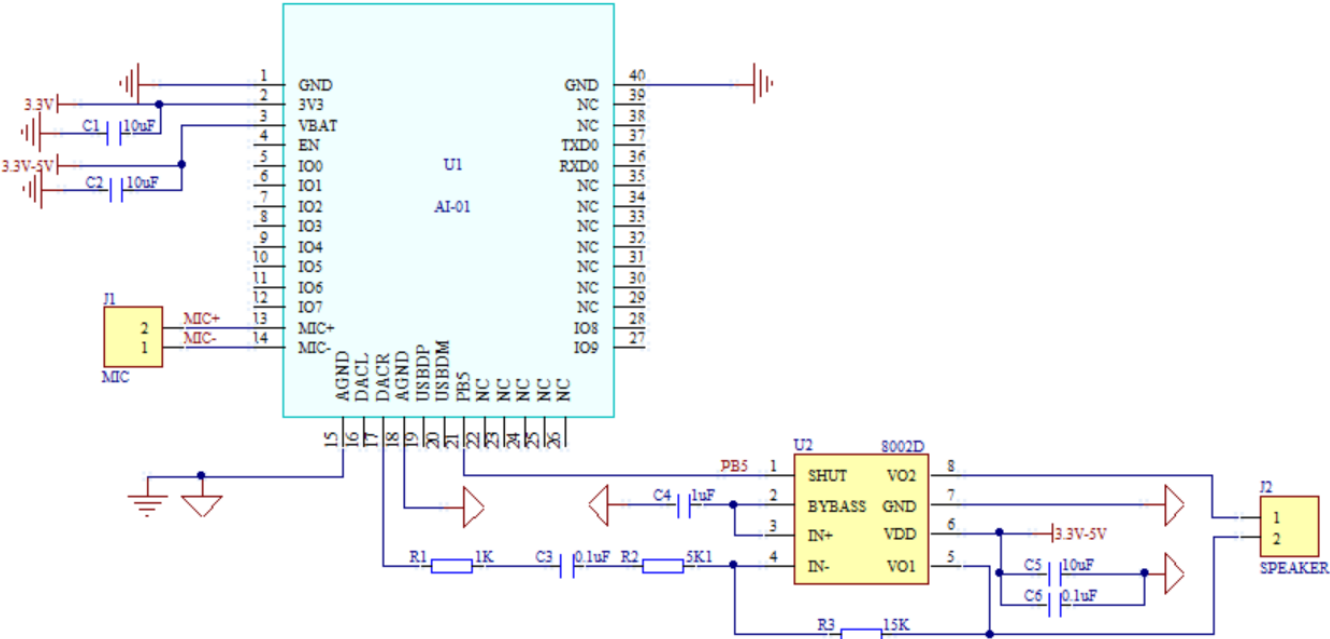 1 GND
2 3V3
3 VBAT
4 EN
5 IO0
6 IO1
7 IO2
8 IO3
9 IO4
10 IO5
11 IO6
12 IO7
13 MIC+
14 MIC-
3.3V
C1 10uF
3.3V-5V
C2 10uF
J1
2 MIC+
1 MIC-
MIC
U1
AI-01
GND 40
NC 39
NC 38
TXD0 37
RXD0 36
NC 35
NC 34
NC 33
NC 32
NC 31
NC 30
NC 29
IO8 28
IO9 27
AGND 15
DACL 16
DACR 17
AGND 18
USBDP 19
USBDM 20
PB5 21
NC 22
NC 23
NC 24
NC 25
NC 26
U2 8002D
PB5 1 SHUT VO2 8
C4 1uF 2 BYBASS GND 7
3 IN+ VDD 6 3.3V-5V
R1 1K C3 0.1uF R2 5K1 4 IN- VO1 5
C5 10uF
C6 0.1uF
R3 15K
J2
1
2
SPEAKER